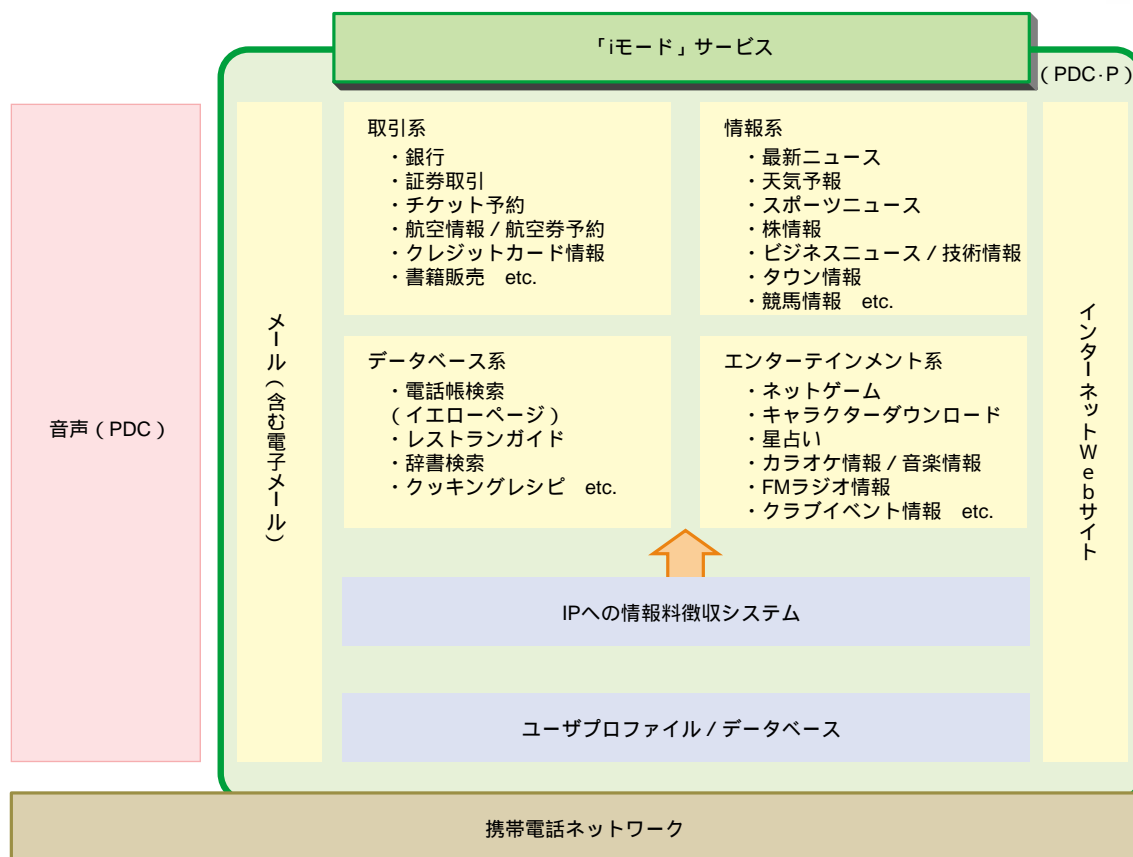 「iモード」サービス
（PDC·P）
音声（PDC）
メール（含む電子メール）
取引系
・銀行
・証券取引
・チケット予約
・航空情報 / 航空券予約
・クレジットカード情報
・書籍販売　etc.
情報系
・最新ニュース
・天気予報
・スポーツニュース
・株情報
・ビジネスニュース / 技術情報
・タウン情報
・競馬情報　etc.
データベース系
・電話帳検索
（イエローページ）
・レストランガイド
・辞書検索
・クッキングレシピ　etc.
エンターテインメント系
・ネットゲーム
・キャラクターダウンロード
・星占い
・カラオケ情報 / 音楽情報
・FMラジオ情報
・クラブイベント情報　etc.
インターネットWebサイト
IPへの情報料徴収システム
ユーザプロファイル / データベース
携帯電話ネットワーク